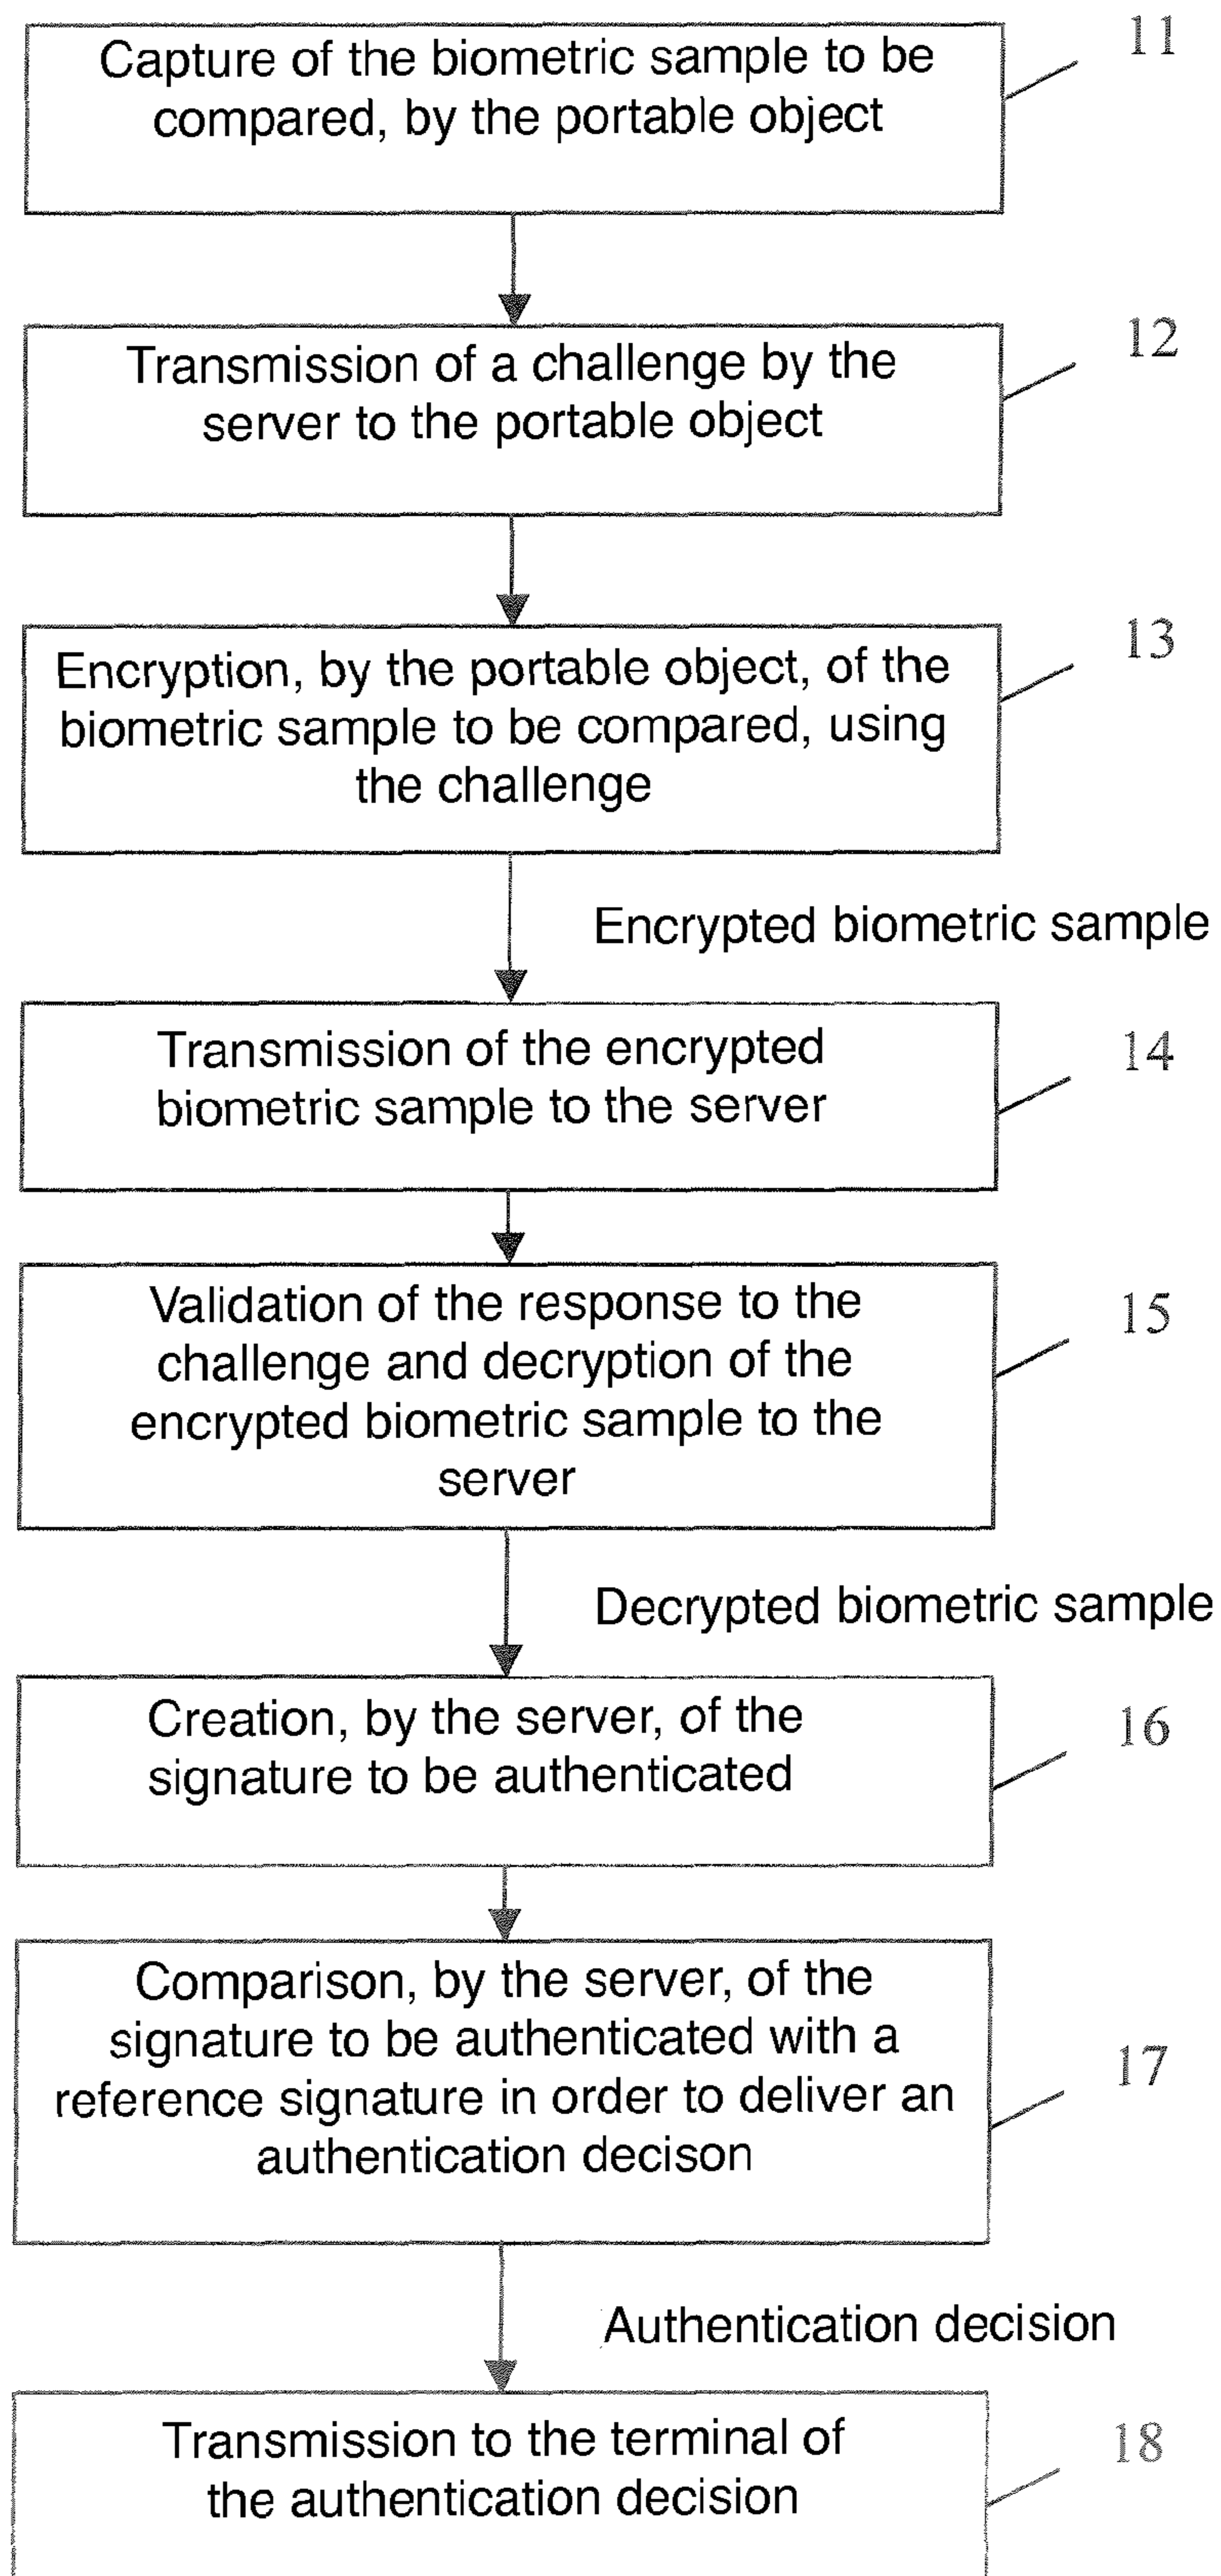 Capture of the biometric sample to be
compared, by the portable object
11
Transmission of a challenge by the
server to the portable object
12
Encryption, by the portable object, of the
biometric sample to be compared, using
the challenge
13
Encrypted biometric sample
Transmission of the encrypted
biometric sample to the server
14
Validation of the response to the
challenge and decryption of the
encrypted biometric sample to the
server
15
Decrypted biometric sample
Creation, by the server, of the
signature to be authenticated
16
Comparison, by the server, of the
signature to be authenticated with a
reference signature in order to deliver an
authentication decison
17
Authentication decision
Transmission to the terminal of
the authentication decision
18